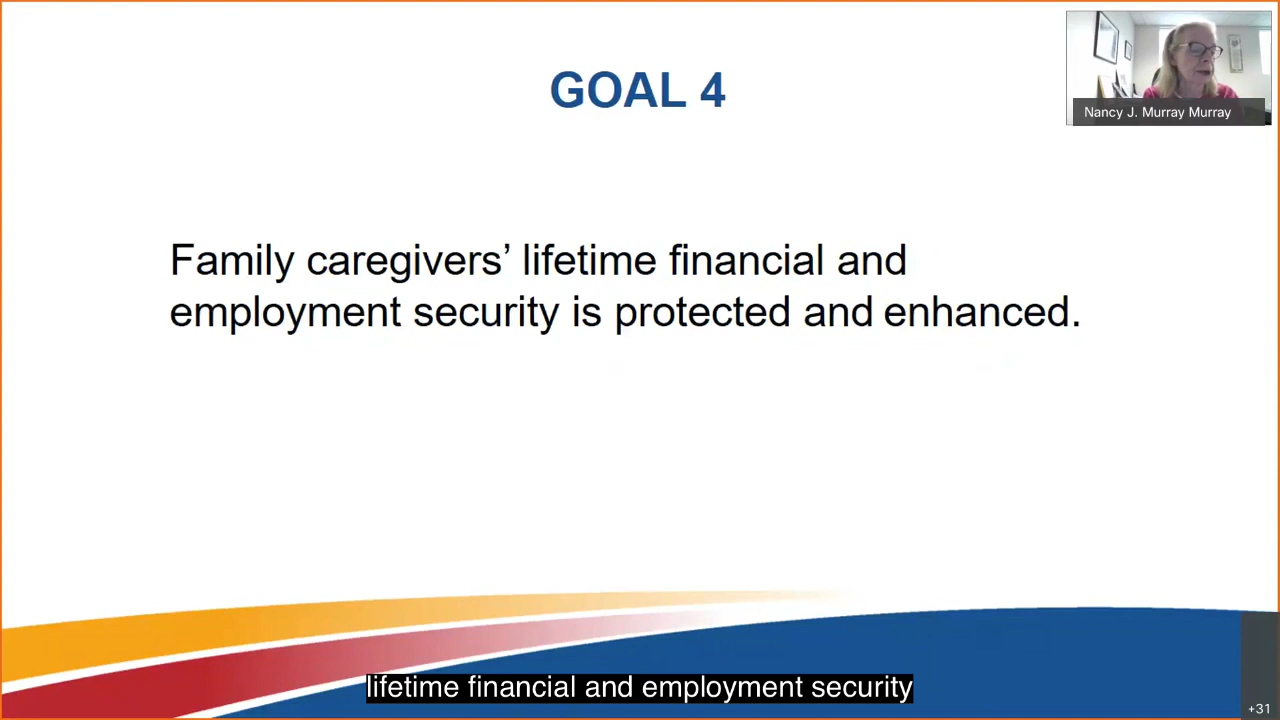 GOAL 4
Nancy J. Murray Murray
Family caregivers’ lifetime financial and
employment security is protected and enhanced.
lifetime financial and employment security
+31